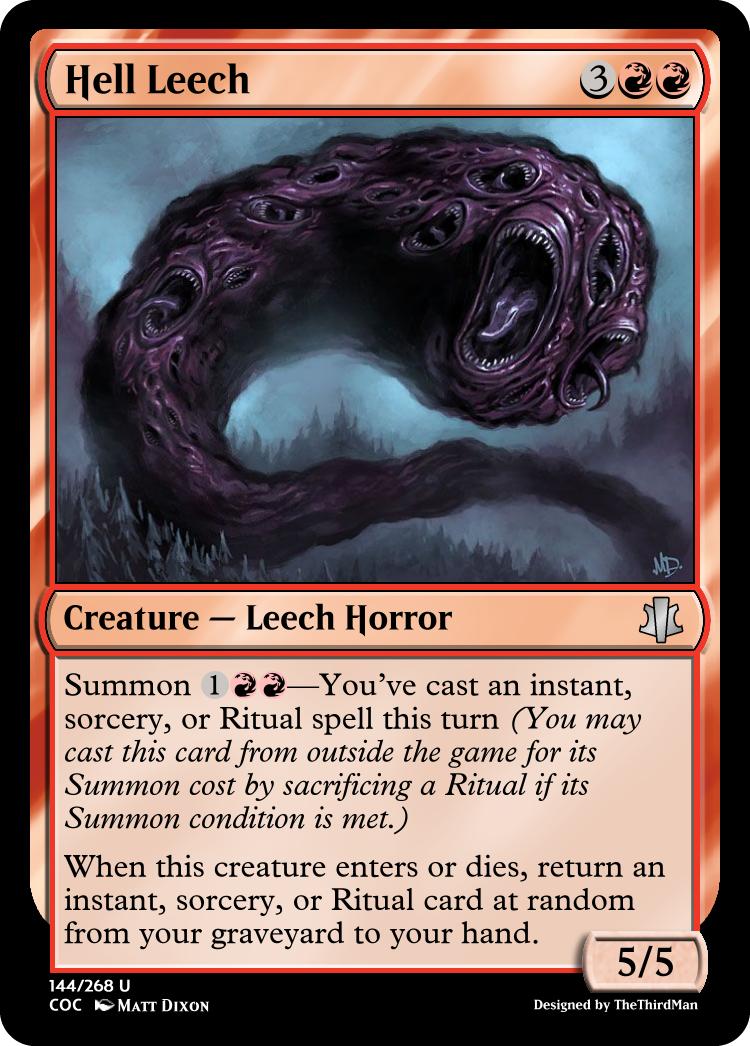 Hell Leech 3
MD.
Creature — Leech Horror
Summon 1—You've cast an instant,
sorcery, or Ritual spell this turn (You may
cast this card from outside the game for its
Summon cost by sacrificing a Ritual if its
Summon condition is met.)
When this creature enters or dies, return an
instant, sorcery, or Ritual card at random
from your graveyard to your hand.
5/5
144/268 U
COC Matt Dixon
Designed by TheThirdMan